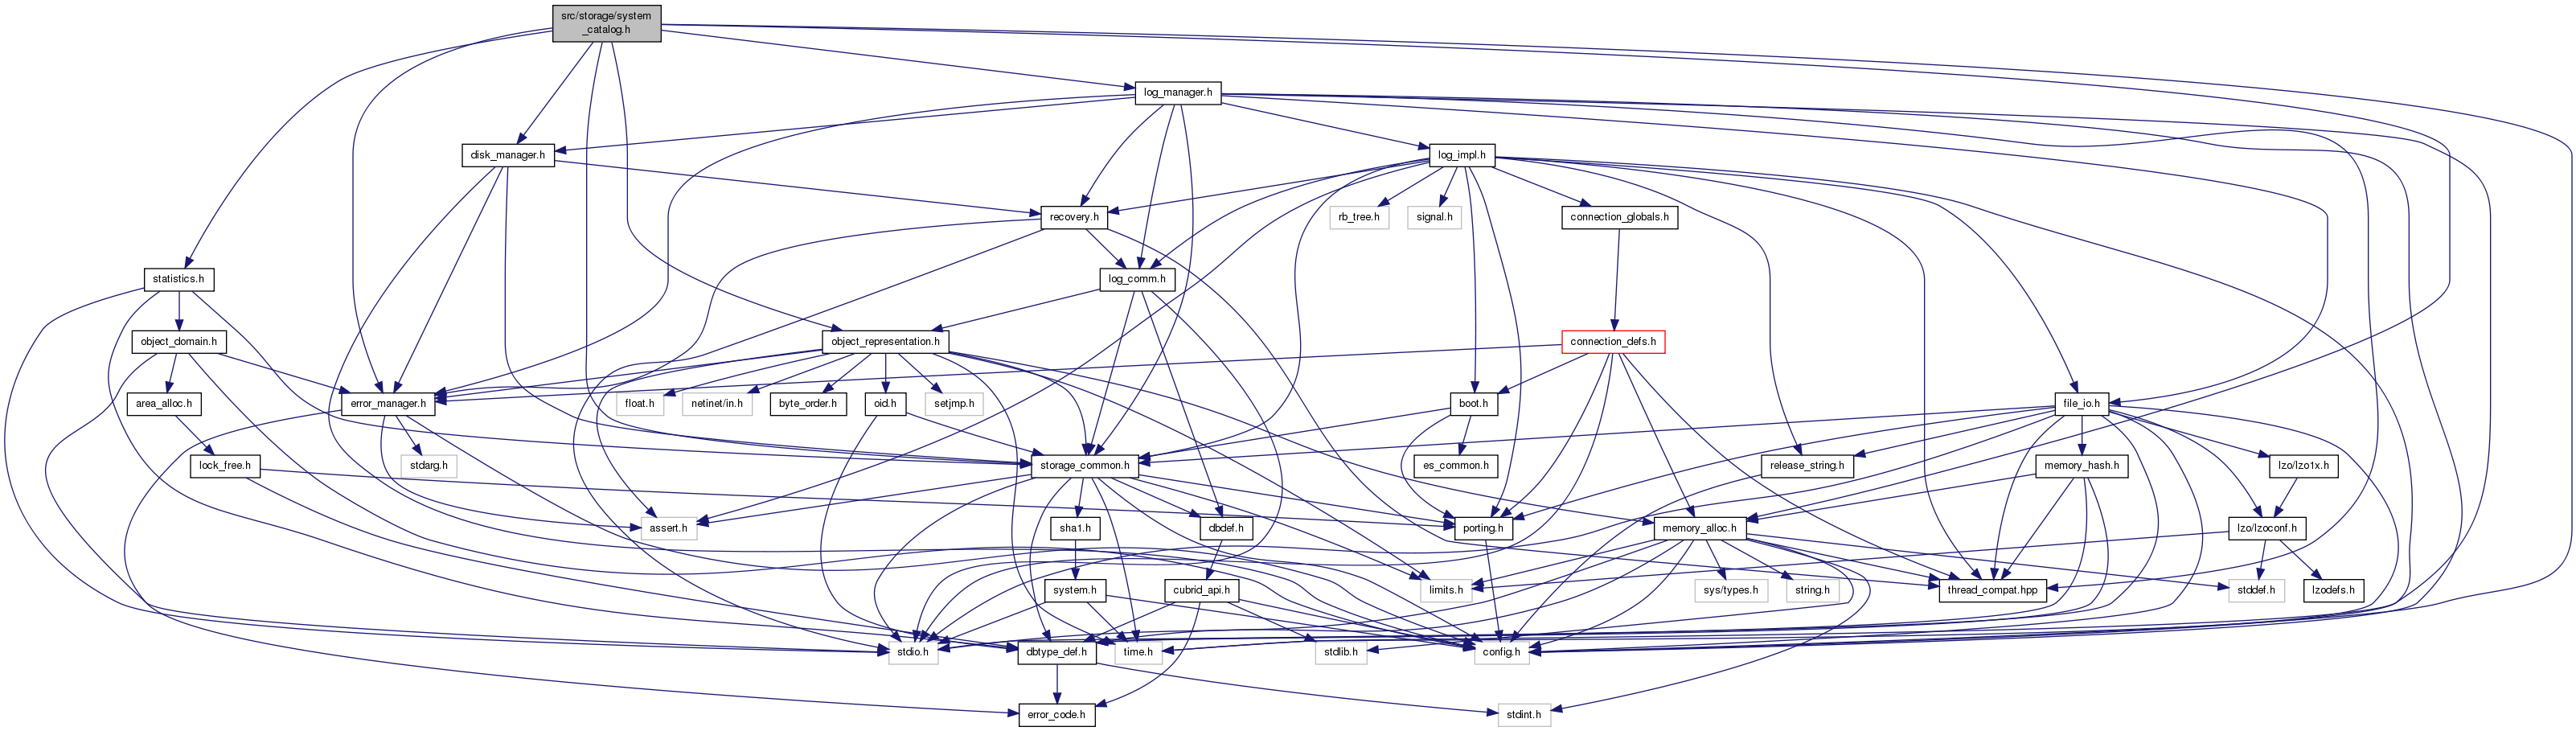 src/storage/system
_catalog.h
log_manager.h
disk_manager.h
log_impl.h
recovery.h
rb_tree.h
signal.h
connection_globals.h
statistics.h
log_comm.h
object_domain.h
object_representation.h
connection_defs.h
area_alloc.h
error_manager.h
float.h
netinet/in.h
byte_order.h
oid.h
setjmp.h
boot.h
file_io.h
lock_free.h
stdarg.h
storage_common.h
es_common.h
release_string.h
memory_hash.h
lzo/lzo1x.h
assert.h
sha1.h
dbdef.h
porting.h
memory_alloc.h
lzo/lzoconf.h
system.h
cubrid_api.h
limits.h
sys/types.h
string.h
thread_compat.hpp
stddef.h
lzodefs.h
stdio.h
dbtype_def.h
time.h
stdlib.h
config.h
error_code.h
stdint.h